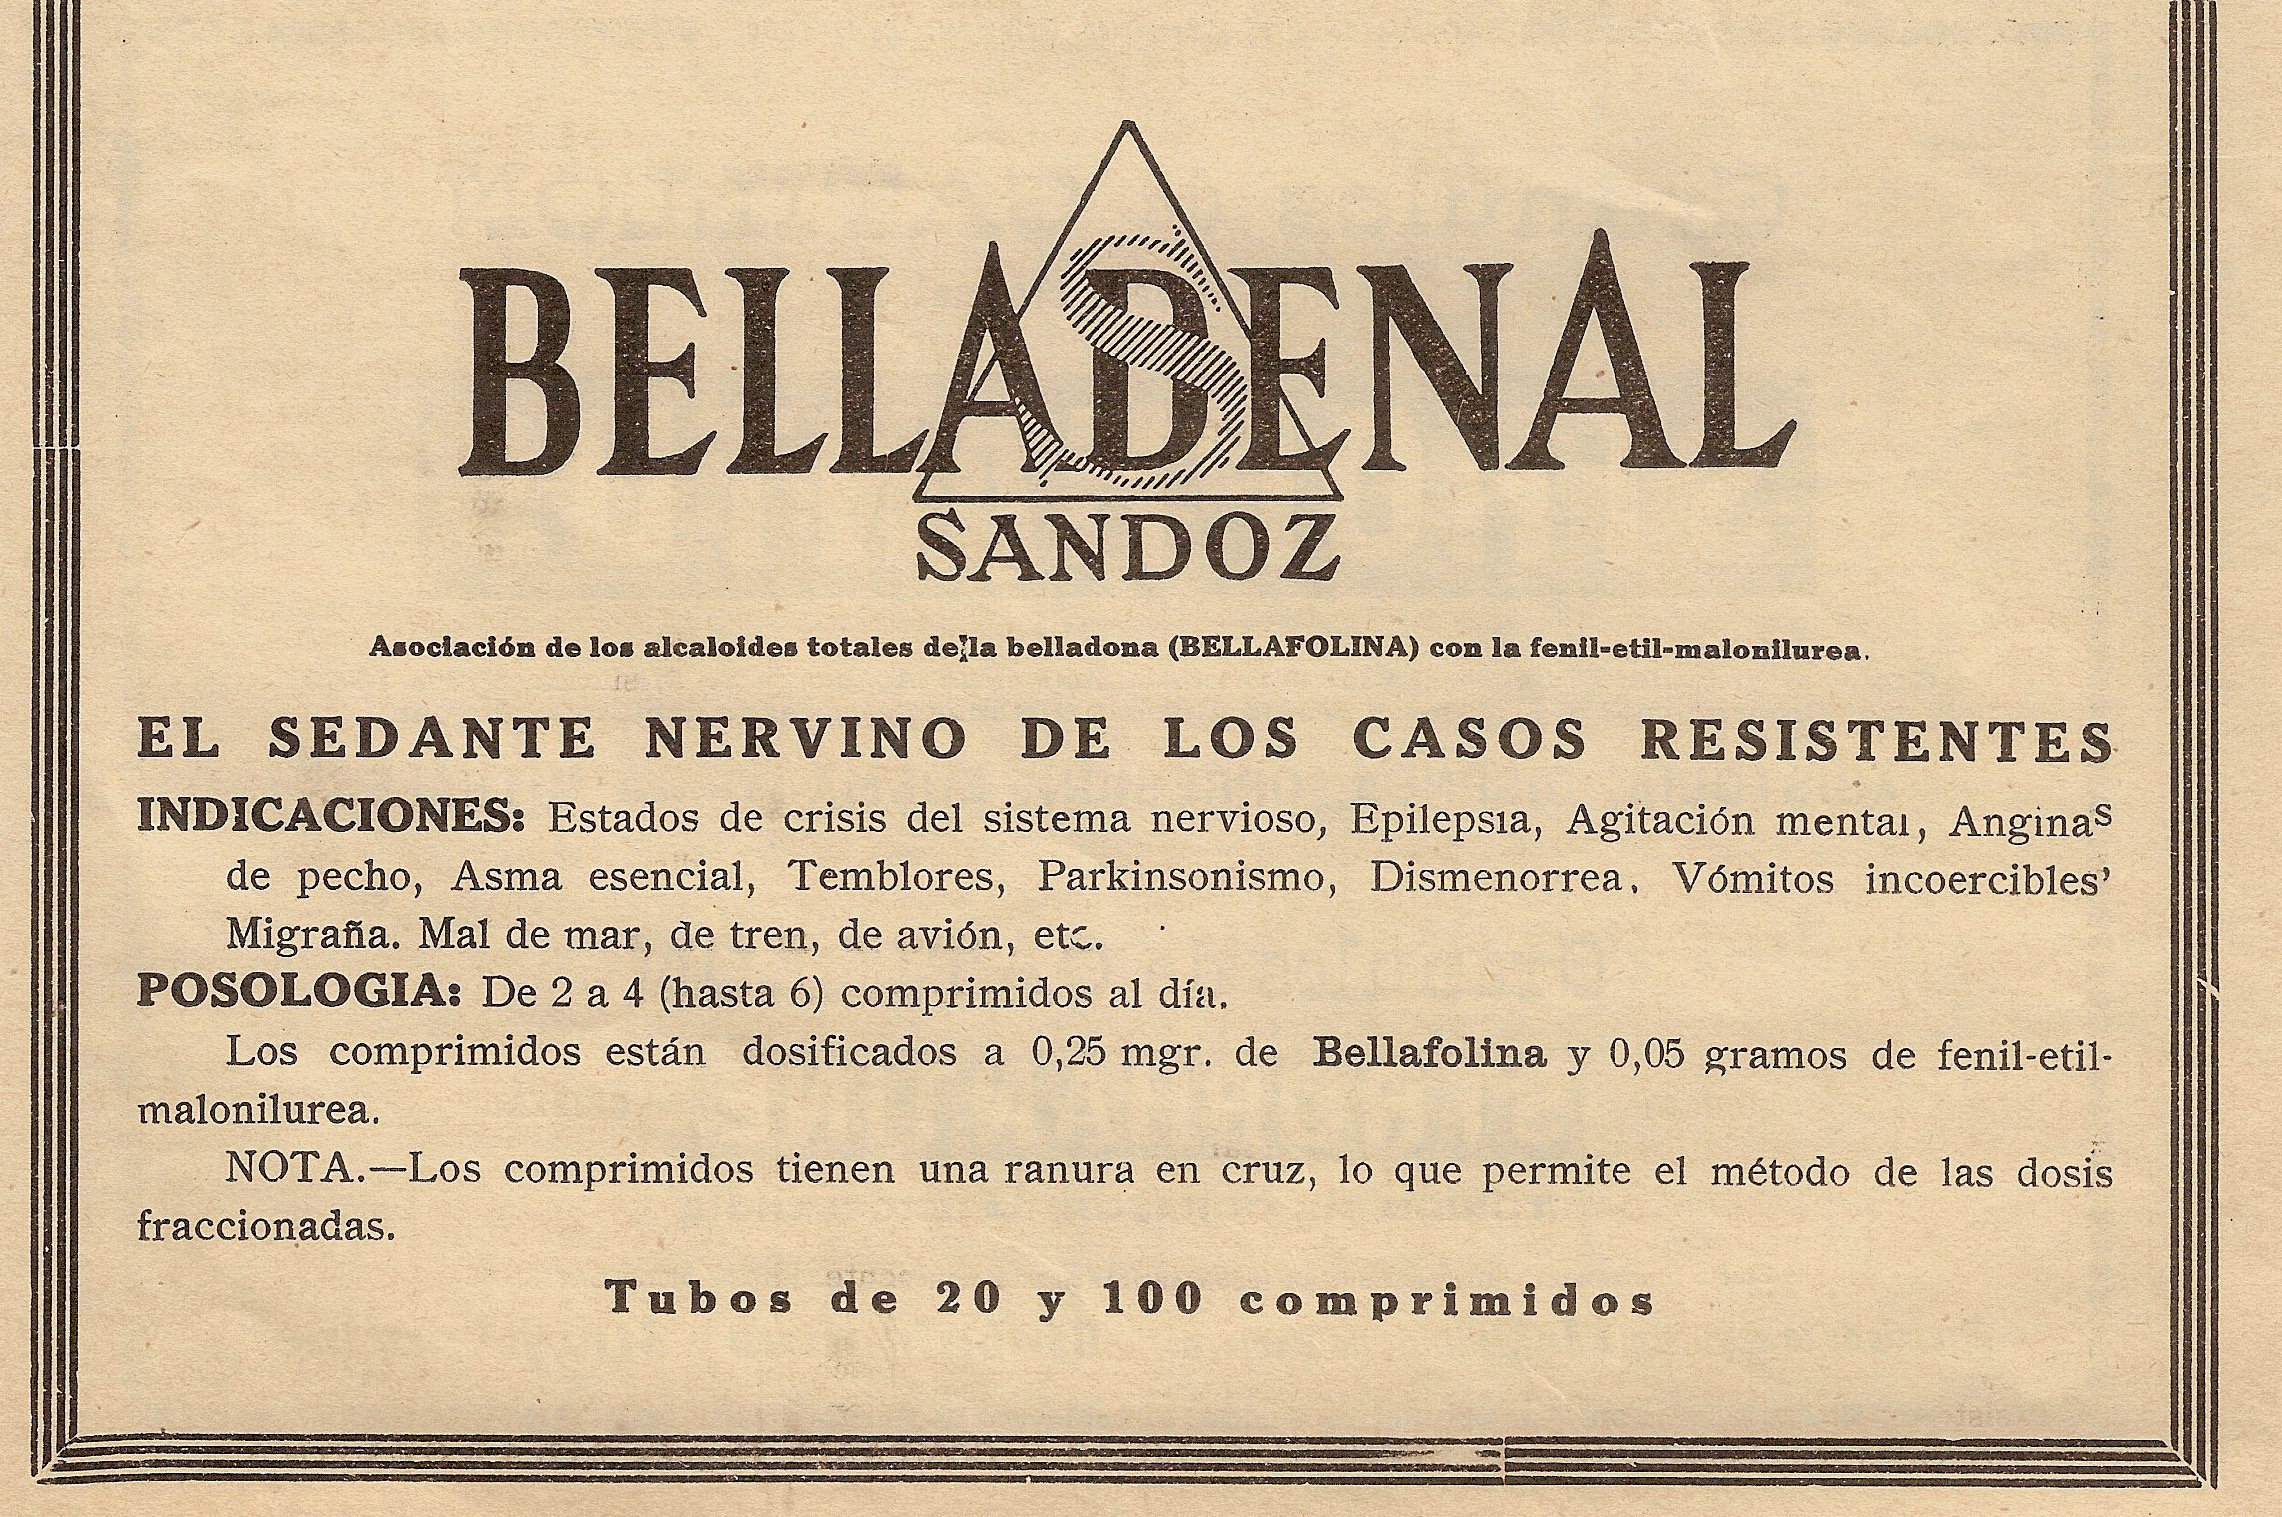 BELLADENAL
SANDOZ
Asociación de los alcaloides totales de la belladona (BELLAFOLINA) con la fenil-etil-malonilurea.
EL SEDANTE NERVINO DE LOS CASOS RESISTENTES
INDICACIONES: Estados de crisis del sistema nervioso, Epilepsia, Agitación mental, Anginas
de pecho, Asma esencial, Temblores, Parkinsonismo, Dismenorrea. Vómitos incoercibles'
Migraña. Mal de mar, de tren, de avión, etc.
POSOLOGIA: De 2 a 4 (hasta 6) comprimidos al día.
Los comprimidos están dosificados a 0,25 mgr. de Bellafolina y 0,05 gramos de fenil-etil-
malonilurea.
NOTA.—Los comprimidos tienen una ranura en cruz, lo que permite el método de las dosis
fraccionadas.
Tubos de 20 y 100 comprimidos